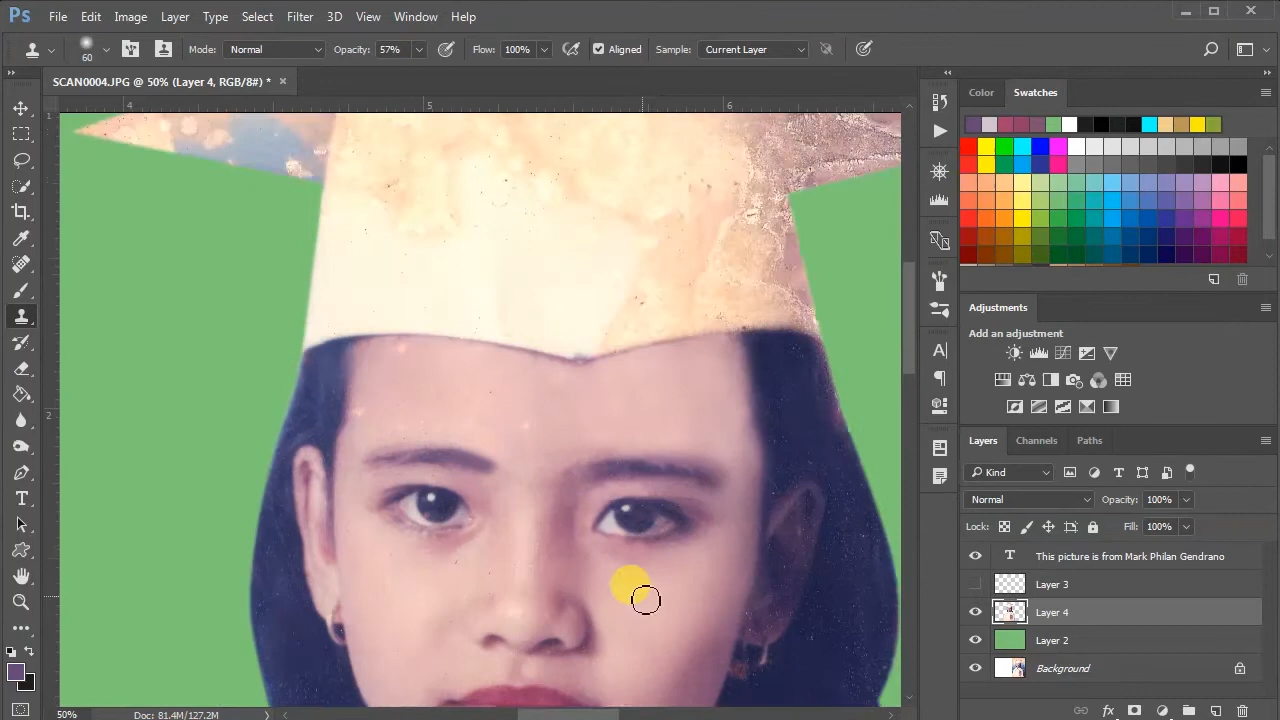 Ps File Edit Image Layer Type Select Filter 3D View Window Help
60 Mode: Normal Opacity: 57% Flow: 100% Aligned Sample: Current Layer
SCAN0004.JPG @ 50% (Layer 4, RGB/8#) * ×
4 5 6
1
2
Color Swatches
Adjustments
Add an adjustment
Layers Channels Paths
Kind
Normal Opacity: 100%
Lock: Fill: 100%
T This picture is from Mark Philan Gendrano
Layer 3
Layer 4
Layer 2
Background
50% Doc: 81.4M/127.2M